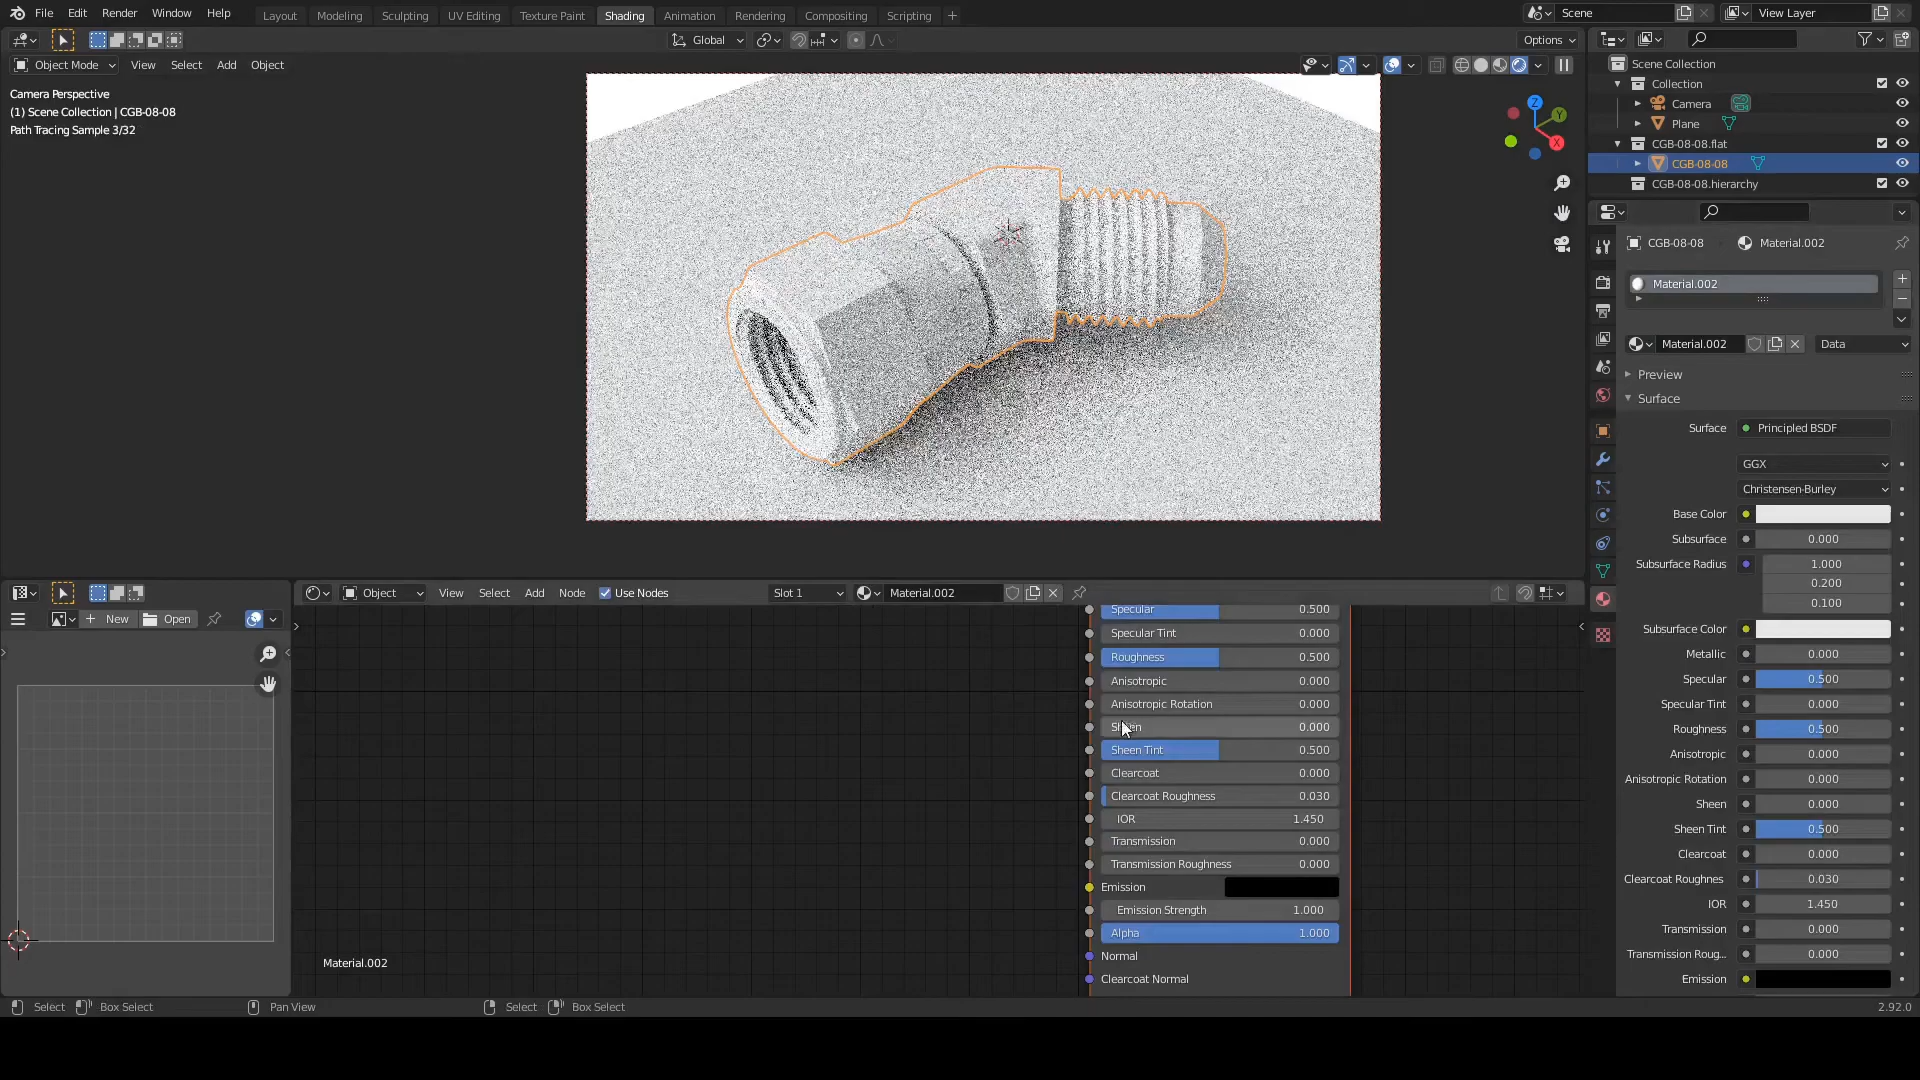 File Edit Render Window Help Layout Modeling Sculpting UV Editing Texture Paint Shading Animation Rendering Compositing Scripting + Scene View Layer
Global Options
Object Mode View Select Add Object
Camera Perspective
(1) Scene Collection | CGB-08-08
Path Tracing Sample 3/32
Z
Y
X
Scene Collection
Collection
Camera
Plane
CGB-08-08.flat
CGB-08-08
CGB-08-08.hierarchy
CGB-08-08 Material.002
Material.002
Material.002 Data
Preview
Surface
Surface Principled BSDF
GGX
Christensen-Burley
Base Color
Subsurface 0.000
Subsurface Radius 1.000
0.200
0.100
Subsurface Color
Metallic 0.000
Specular 0.500
Specular Tint 0.000
Roughness 0.500
Anisotropic 0.000
Anisotropic Rotation 0.000
Sheen 0.000
Sheen Tint 0.500
Clearcoat 0.000
Clearcoat Roughnes 0.030
IOR 1.450
Transmission 0.000
Transmission Roug... 0.000
Emission
+ New Open
Object View Select Add Node Use Nodes Slot 1 Material.002
Specular 0.500
Specular Tint 0.000
Roughness 0.500
Anisotropic 0.000
Anisotropic Rotation 0.000
Sheen 0.000
Sheen Tint 0.500
Clearcoat 0.000
Clearcoat Roughness 0.030
IOR 1.450
Transmission 0.000
Transmission Roughness 0.000
Emission
Emission Strength 1.000
Alpha 1.000
Normal
Clearcoat Normal
Material.002
Select Box Select Pan View Select Box Select 2.92.0